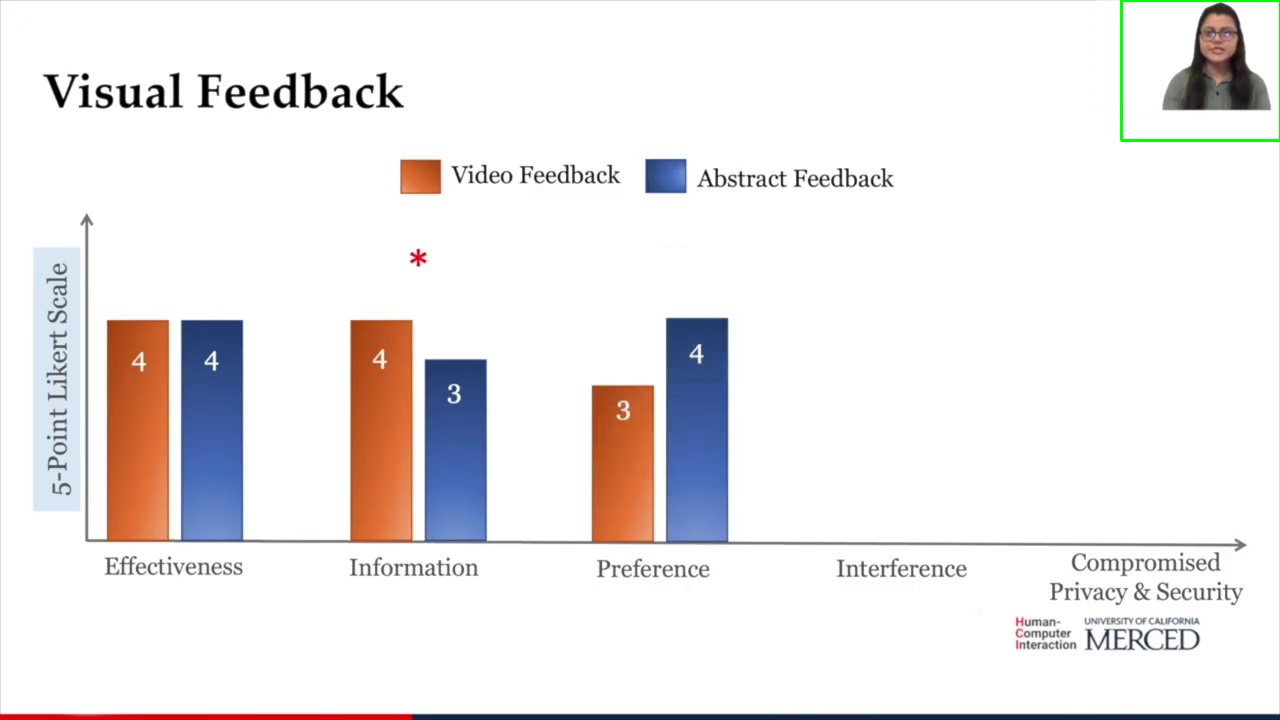 Visual Feedback
Video Feedback
Abstract Feedback
*
5-Point Likert Scale
4
4
4
3
3
4
Effectiveness
Information
Preference
Interference
Compromised
Privacy & Security
Human-
Computer
Interaction
UNIVERSITY OF CALIFORNIA
MERCED